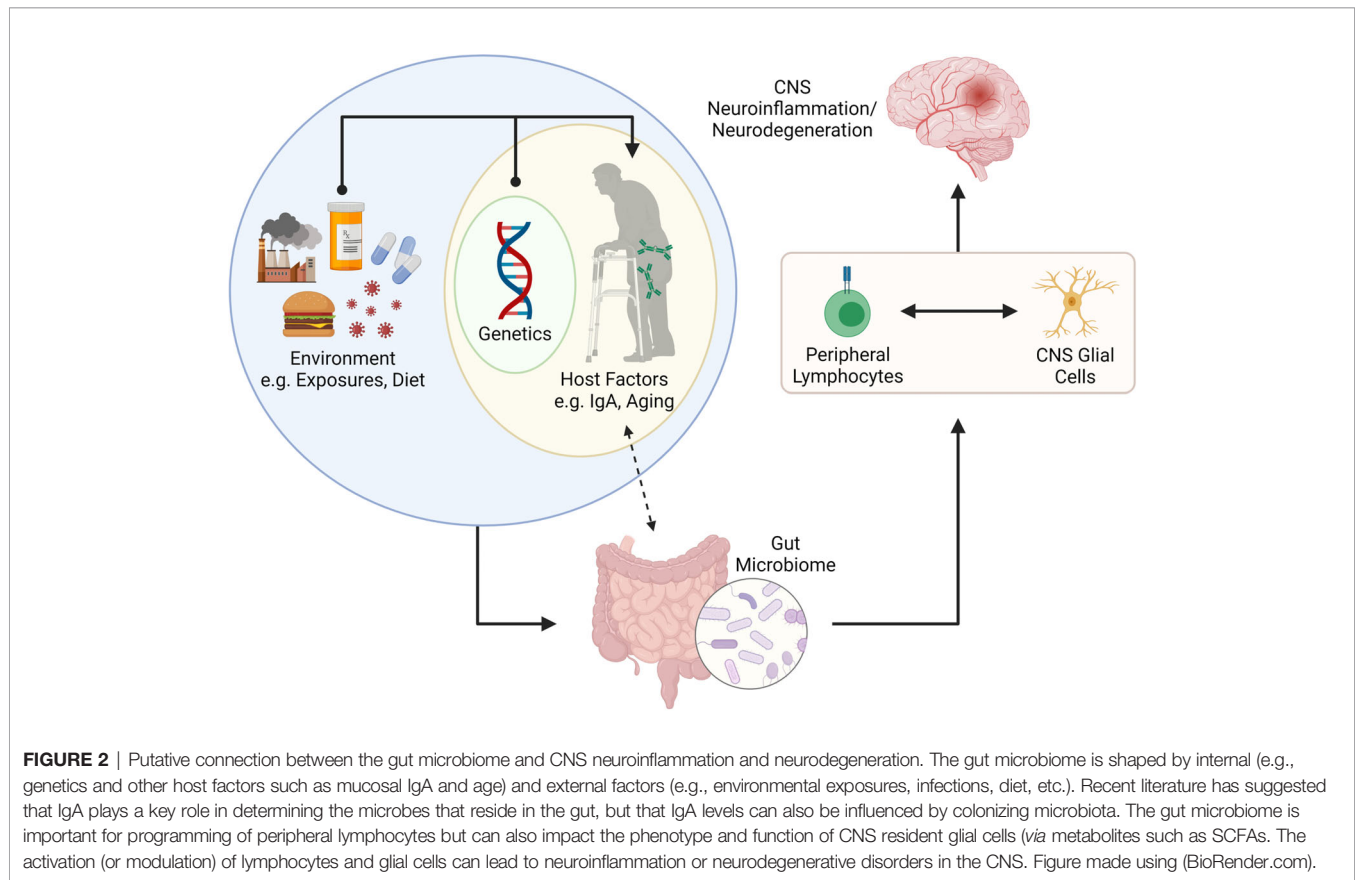 CNS
Neuroinflammation/
Neurodegeneration
Rx
Genetics
Environment
e.g. Exposures, Diet
Host Factors
e.g. IgA, Aging
Peripheral
Lymphocytes
CNS Glial
Cells
Gut
Microbiome
FIGURE 2 | Putative connection between the gut microbiome and CNS neuroinflammation and neurodegeneration. The gut microbiome is shaped by internal (e.g.,
genetics and other host factors such as mucosal IgA and age) and external factors (e.g., environmental exposures, infections, diet, etc.). Recent literature has suggested
that IgA plays a key role in determining the microbes that reside in the gut, but that IgA levels can also be influenced by colonizing microbiota. The gut microbiome is
important for programming of peripheral lymphocytes but can also impact the phenotype and function of CNS resident glial cells (via metabolites such as SCFAs. The
activation (or modulation) of lymphocytes and glial cells can lead to neuroinflammation or neurodegenerative disorders in the CNS. Figure made using (BioRender.com).